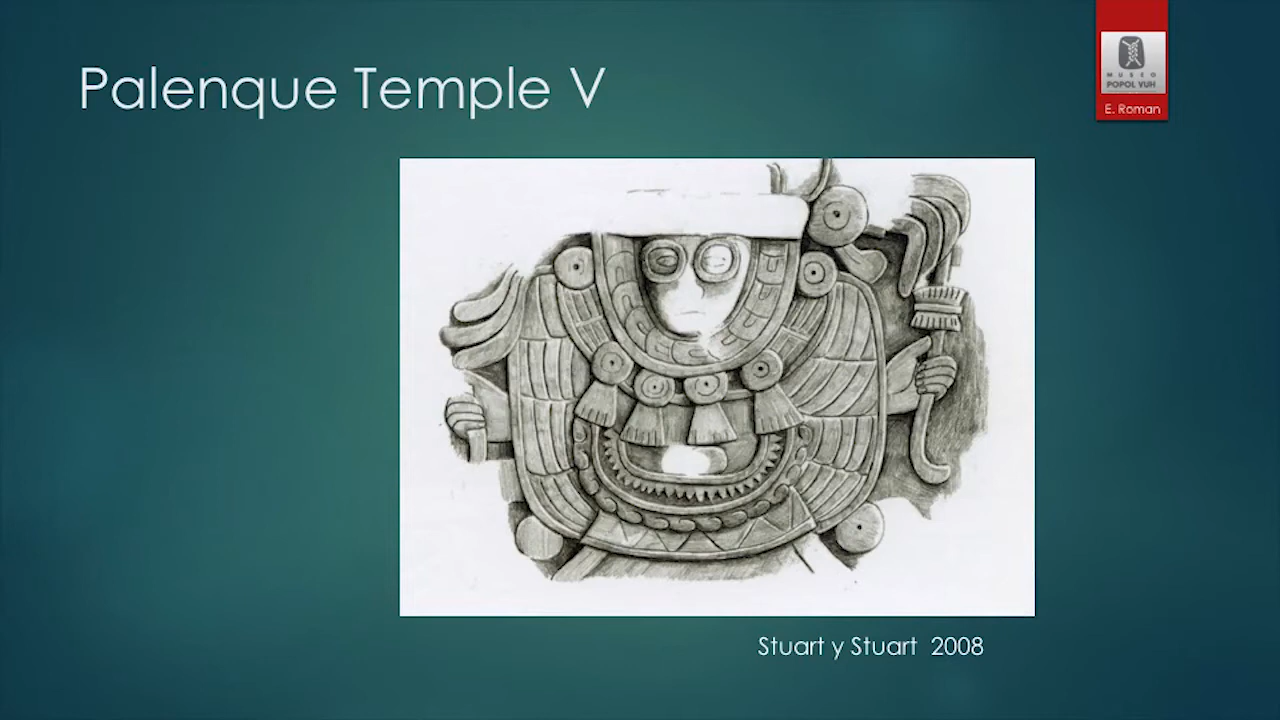 Palenque Temple V
MUSEO
POPOL VUH
E. Roman
Stuart y Stuart 2008